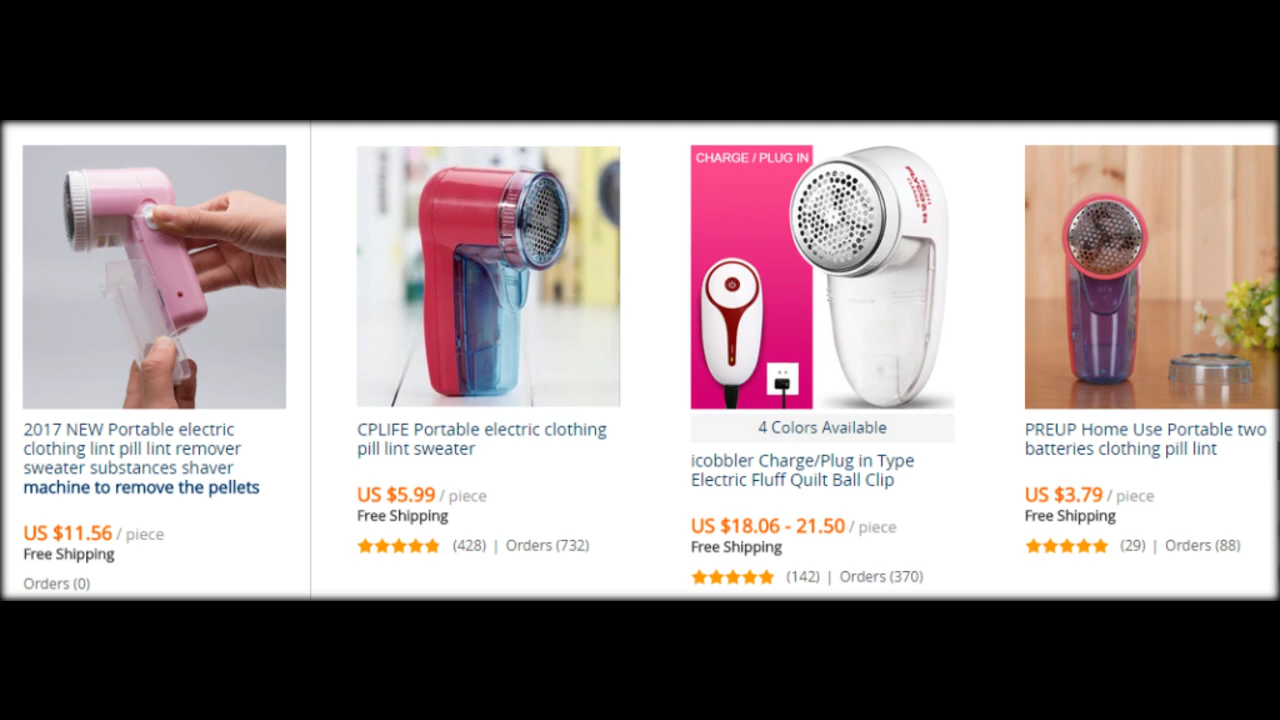 2017 NEW Portable electric
clothing lint pill lint remover
sweater substances shaver
machine to remove the pellets
US $11.56 / piece
Free Shipping
Orders (0)
CPLIFE Portable electric clothing
pill lint sweater
US $5.99 / piece
Free Shipping
(428) | Orders (732)
CHARGE / PLUG IN
4 Colors Available
icobbler Charge/Plug in Type
Electric Fluff Quilt Ball Clip
US $18.06 - 21.50 / piece
Free Shipping
(142) | Orders (370)
PREUP Home Use Portable two
batteries clothing pill lint
US $3.79 / piece
Free Shipping
(29) | Orders (88)